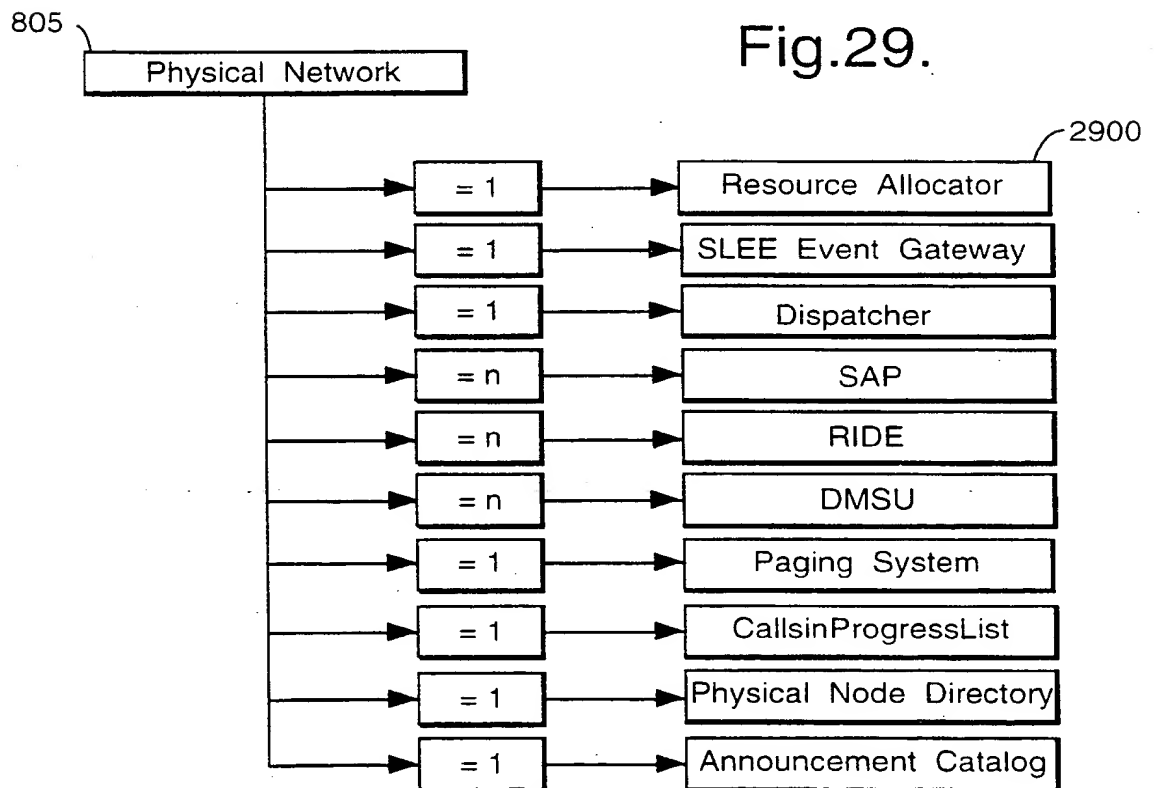 805
Fig.29.
Physical Network
2900
= 1 Resource Allocator
= 1 SLEE Event Gateway
= 1 Dispatcher
= n SAP
= n RIDE
= n DMSU
= 1 Paging System
= 1 CallsinProgressList
= 1 Physical Node Directory
= 1 Announcement Catalog